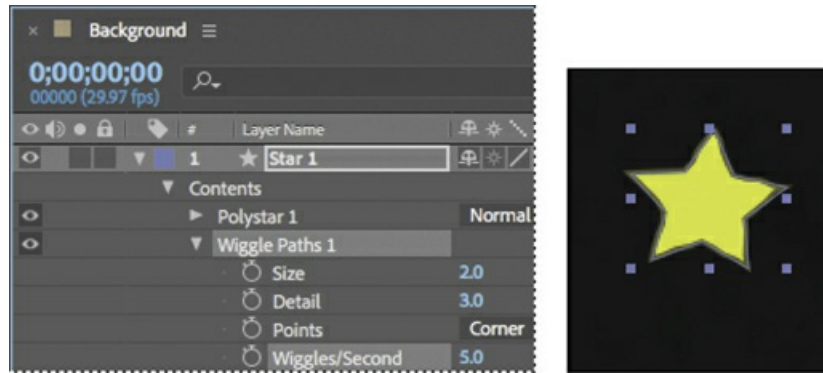 × Background ≡
0;00;00;00
00000 (29.97 fps)
# Layer Name
1 ★ Star 1
Contents
Polystar 1 Normal
Wiggle Paths 1
Size 2.0
Detail 3.0
Points Corner
Wiggles/Second 5.0